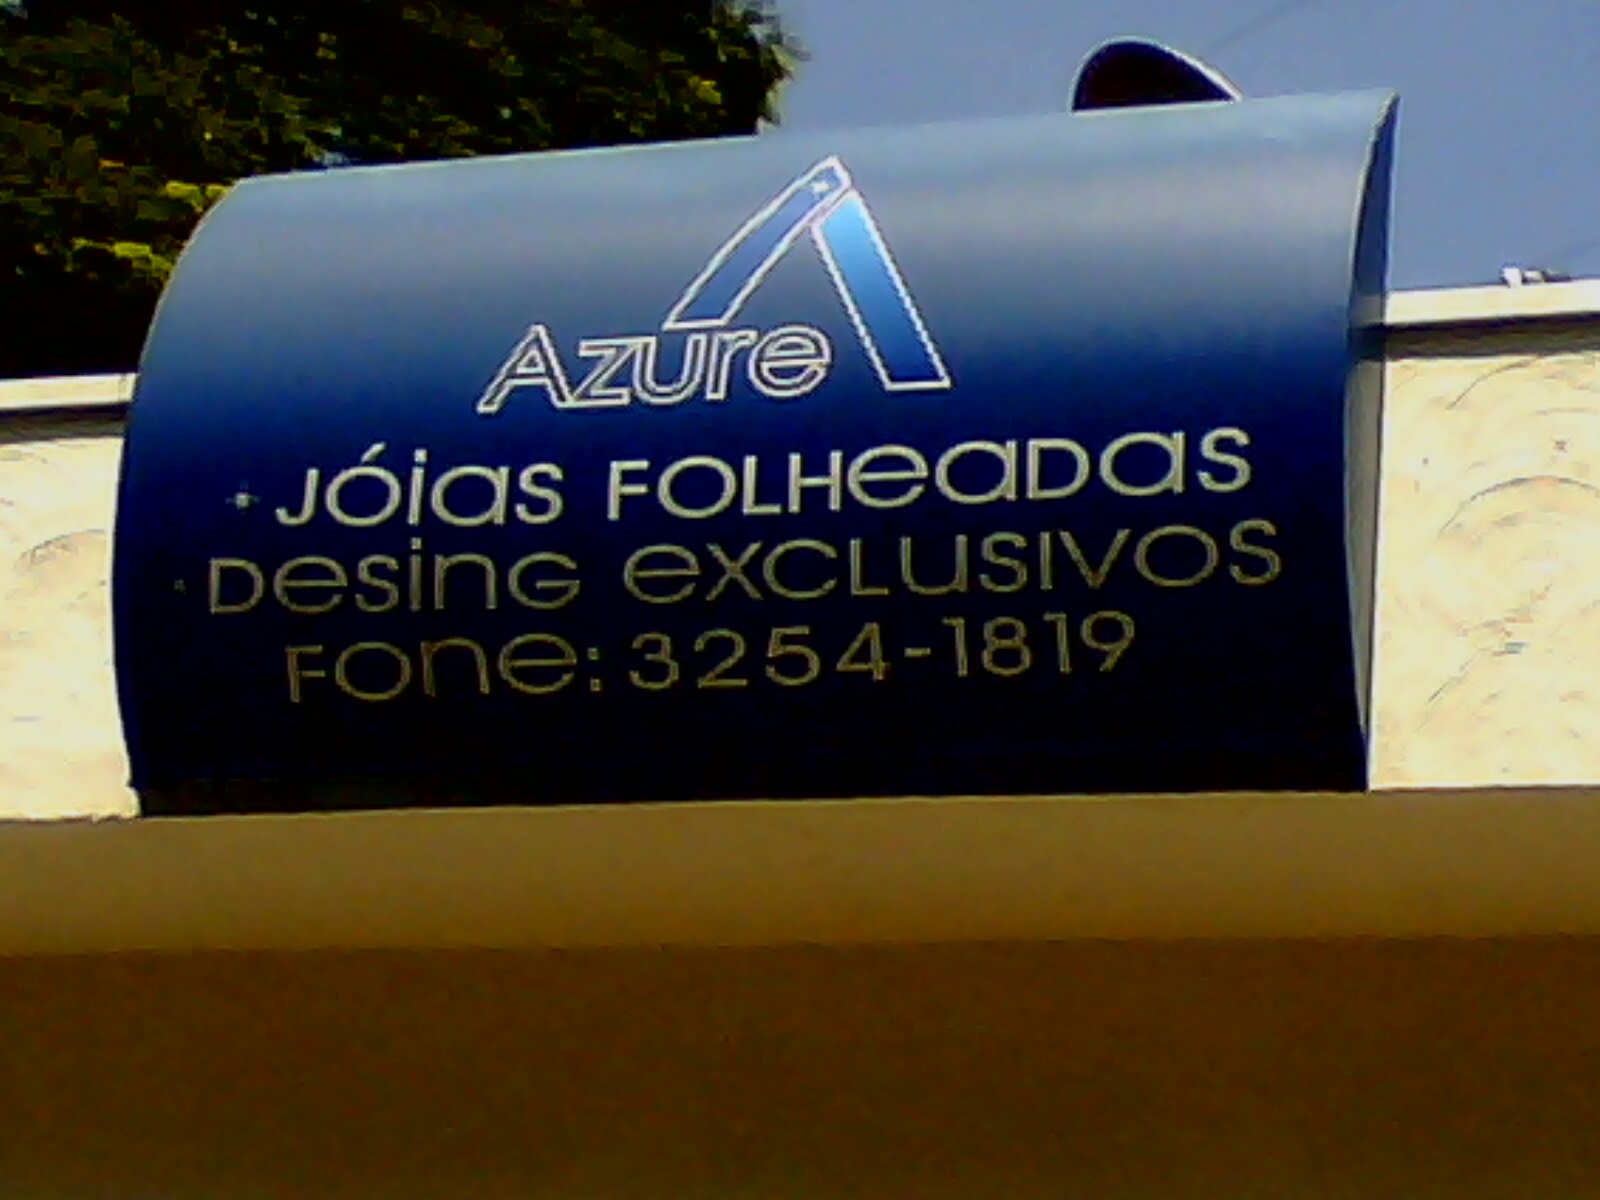 Azure
JÓIAS FOLHEADAS
DESING EXCLUSIVOS
FONE: 3254-1819